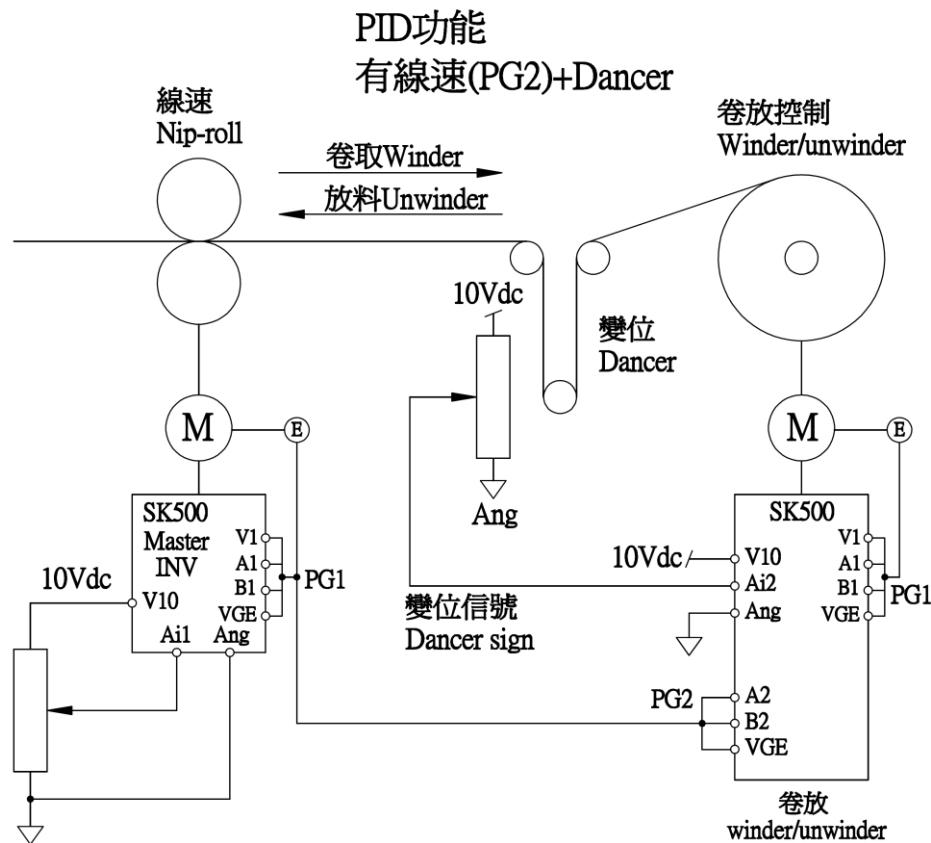 PID功能
有線速(PG2)+Dancer
線速
Nip-roll
卷取Winder
放料Unwinder
卷放控制
Winder/unwinder
10Vdc
變位
Dancer
Ang
M
E
M
E
SK500
Master
INV
V1
A1
B1
VGE
PG1
10Vdc
V10
Ai1
Ang
變位信號
Dancer sign
SK500
10Vdc
V10
Ai2
Ang
V1
A1
B1
VGE
PG1
PG2
A2
B2
VGE
卷放
winder/unwinder